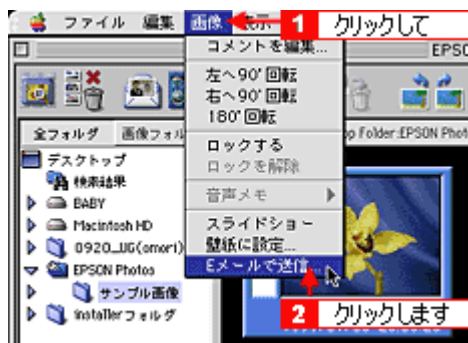 ファイル 編集 画像 表示 1 クリックして
コメントを編集...
EPSO
左へ90°回転
右へ90°回転
180°回転
全フォルダ 画像フォル
op Folder:EPSON Phot
ロックする
ロックを解除
音声メモ
スライドショー
壁紙に設定...
Eメールで送信...
デスクトップ
検索結果
BABY
Macintosh HD
0920_UG(omori)
EPSON Photos
サンプル画像
installerフォルダ
2 クリックします